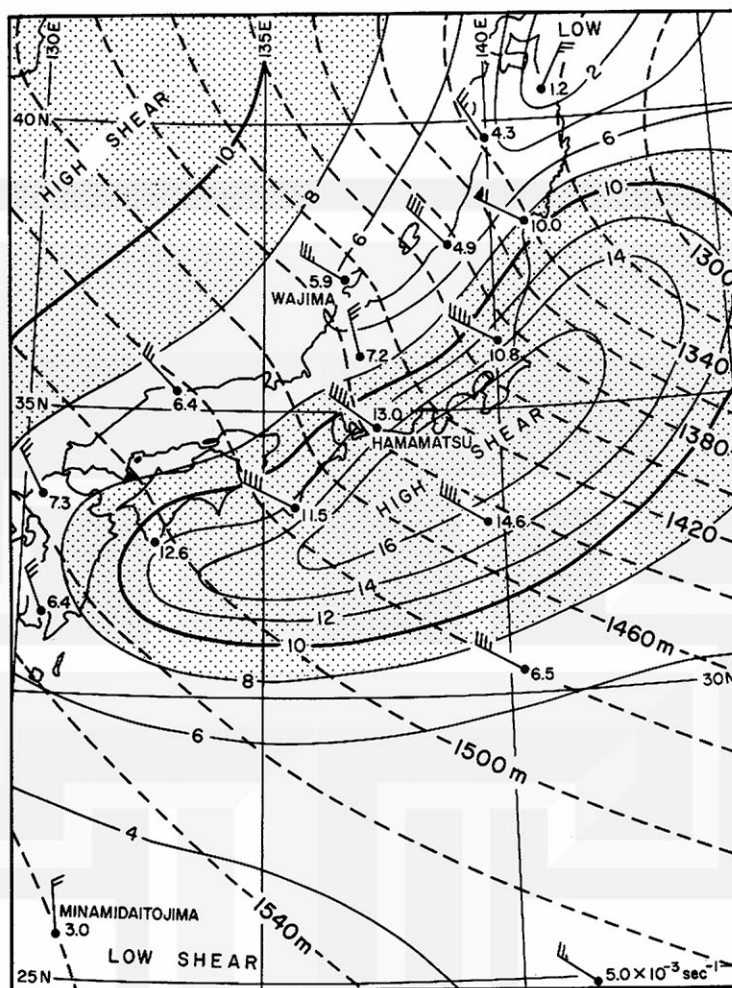 130E
135E
140E
LOW
2
1.2
40N
HIGH SHEAR
10
8
6
4.3
6
10
10.0
4.9
6
14
1300
5.9
WAJIMA
7.2
10.8
1340
6.4
35N
13.0
HAMAMATSU
HIGH SHEAR
1380
7.3
11.5
14.6
1420
12.6
16
14
6.4
12
10
1460m
8
6.5
30N
6
1500m
4
MINAMIDAITOJIMA
3.0
1540m
LOW SHEAR
25N
5.0 × 10⁻³ sec⁻¹